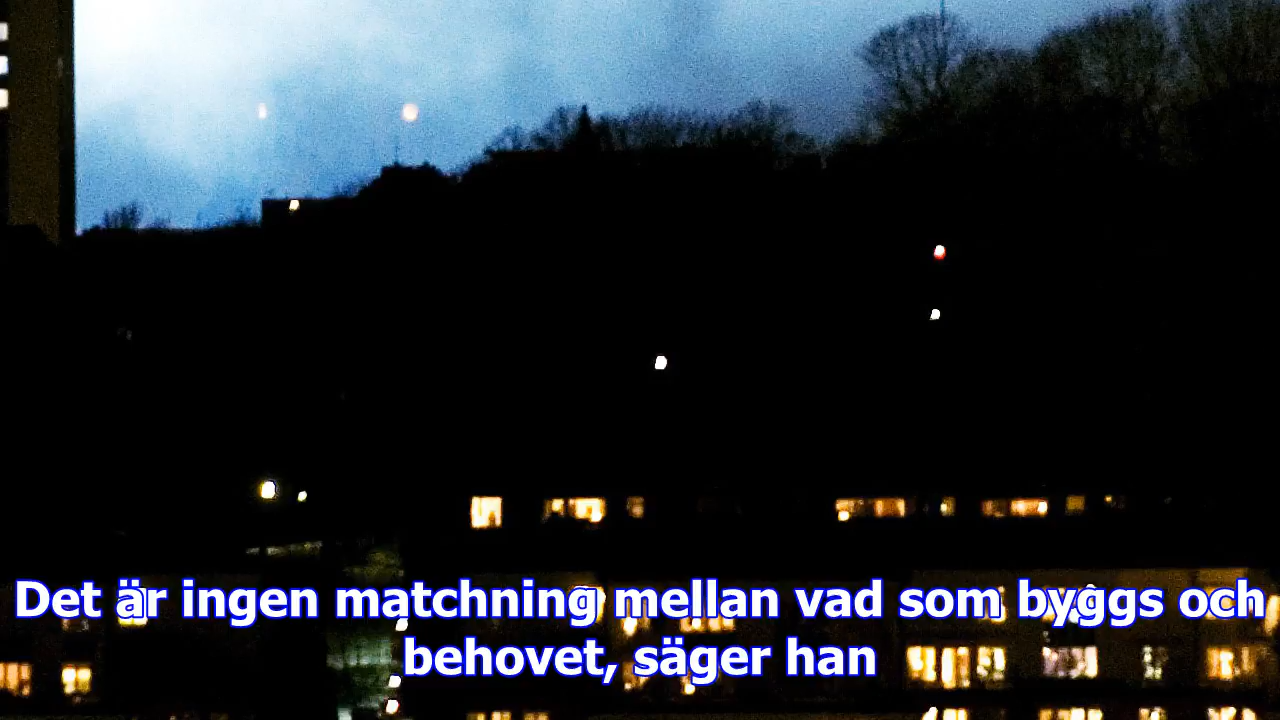 Det är ingen matchning mellan vad som byggs och
behovet, säger han